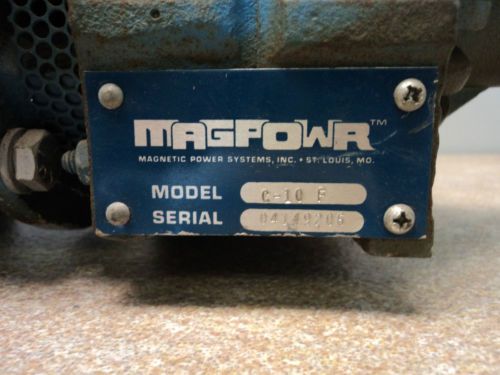 MAGPOWR™
MAGNETIC POWER SYSTEMS, INC. • ST. LOUIS, MO.
MODEL C-10 F
SERIAL 04149206